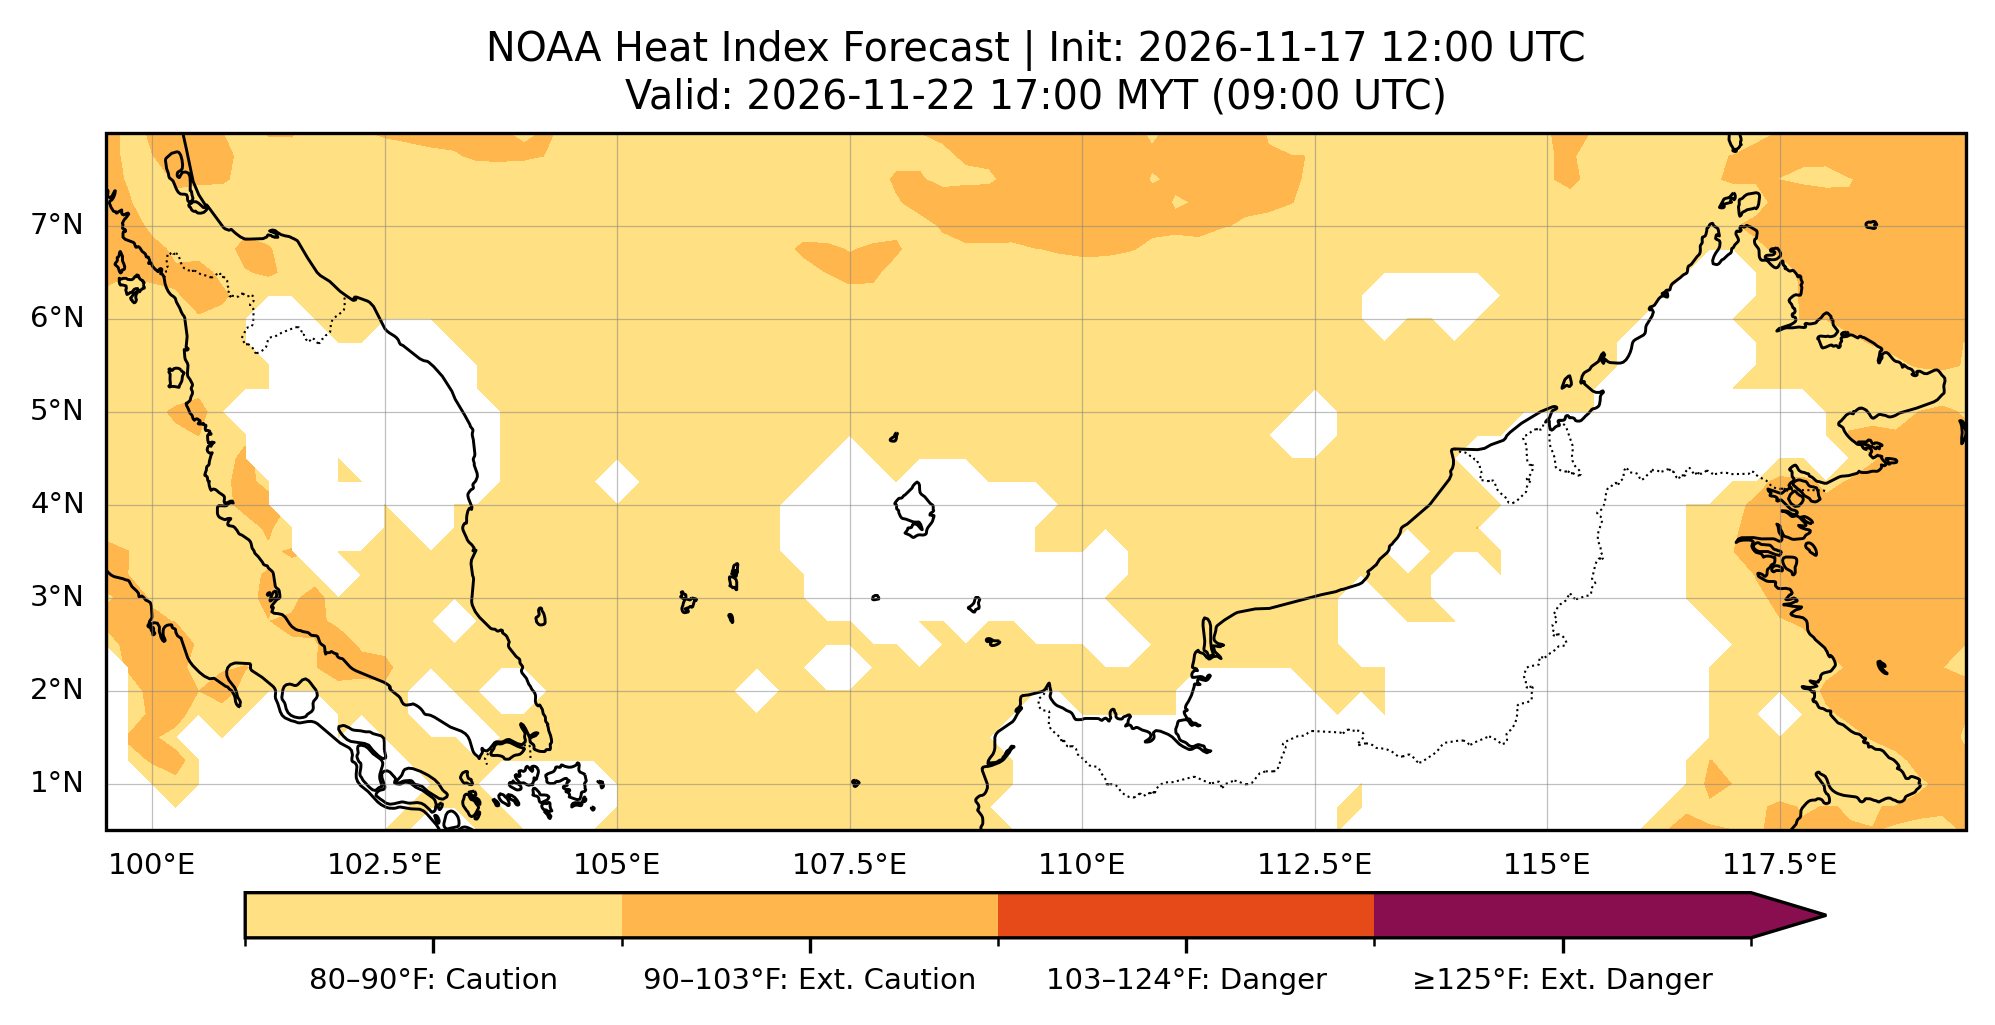 NOAA Heat Index Forecast | Init: 2026-11-17 12:00 UTC
Valid: 2026-11-22 17:00 MYT (09:00 UTC)
7°N
6°N
5°N
4°N
3°N
2°N
1°N
100°E 102.5°E 105°E 107.5°E 110°E 112.5°E 115°E 117.5°E
80–90°F: Caution 90–103°F: Ext. Caution 103–124°F: Danger ≥125°F: Ext. Danger